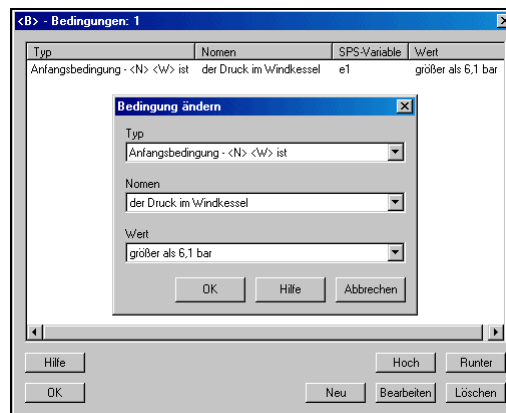 <B> - Bedingungen: 1
Typ Nomen SPS-Variable Wert
Anfangsbedingung - <N> <W> ist der Druck im Windkessel e1 größer als 6,1 bar
Bedingung ändern
Typ
Anfangsbedingung - <N> <W> ist
Nomen
der Druck im Windkessel
Wert
größer als 6,1 bar
OK Hilfe Abbrechen
Hilfe Hoch Runter
OK Neu Bearbeiten Löschen